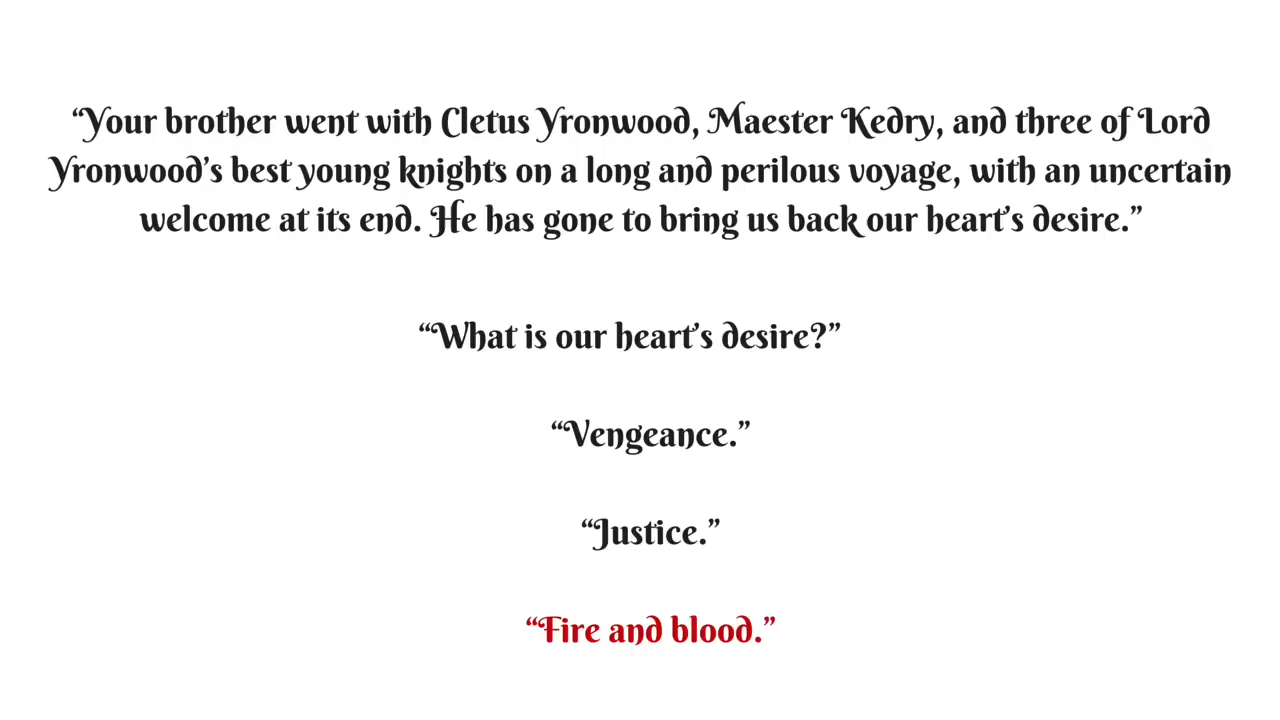 “Your brother went with Cletus Yronwood, Maester Kedry, and three of Lord
Yronwood’s best young knights on a long and perilous voyage, with an uncertain
welcome at its end. He has gone to bring us back our heart’s desire.”
“What is our heart’s desire?”
“Vengeance.”
“Justice.”
“Fire and blood.”